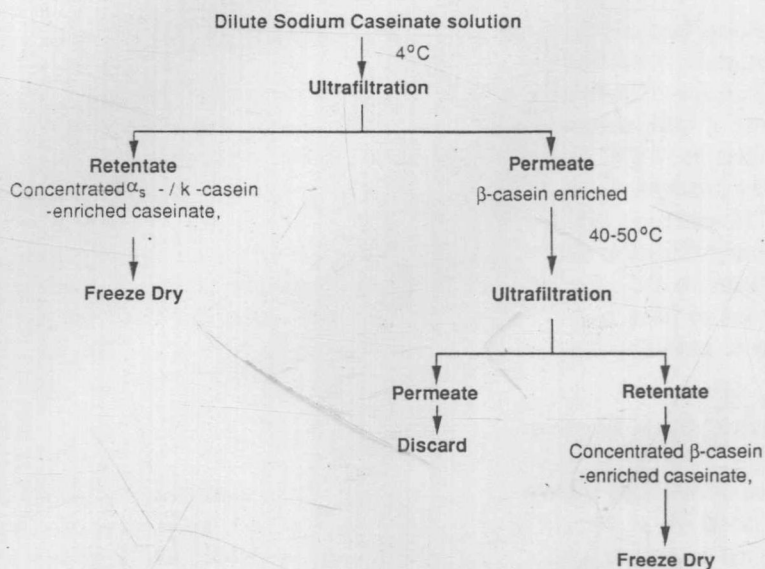 Dilute Sodium Caseinate solution
4°C
Ultrafiltration
Retentate
Concentrated αs - / k -casein
-enriched caseinate,
Freeze Dry
Permeate
β-casein enriched
40-50°C
Ultrafiltration
Permeate
Discard
Retentate
Concentrated β-casein
-enriched caseinate,
Freeze Dry